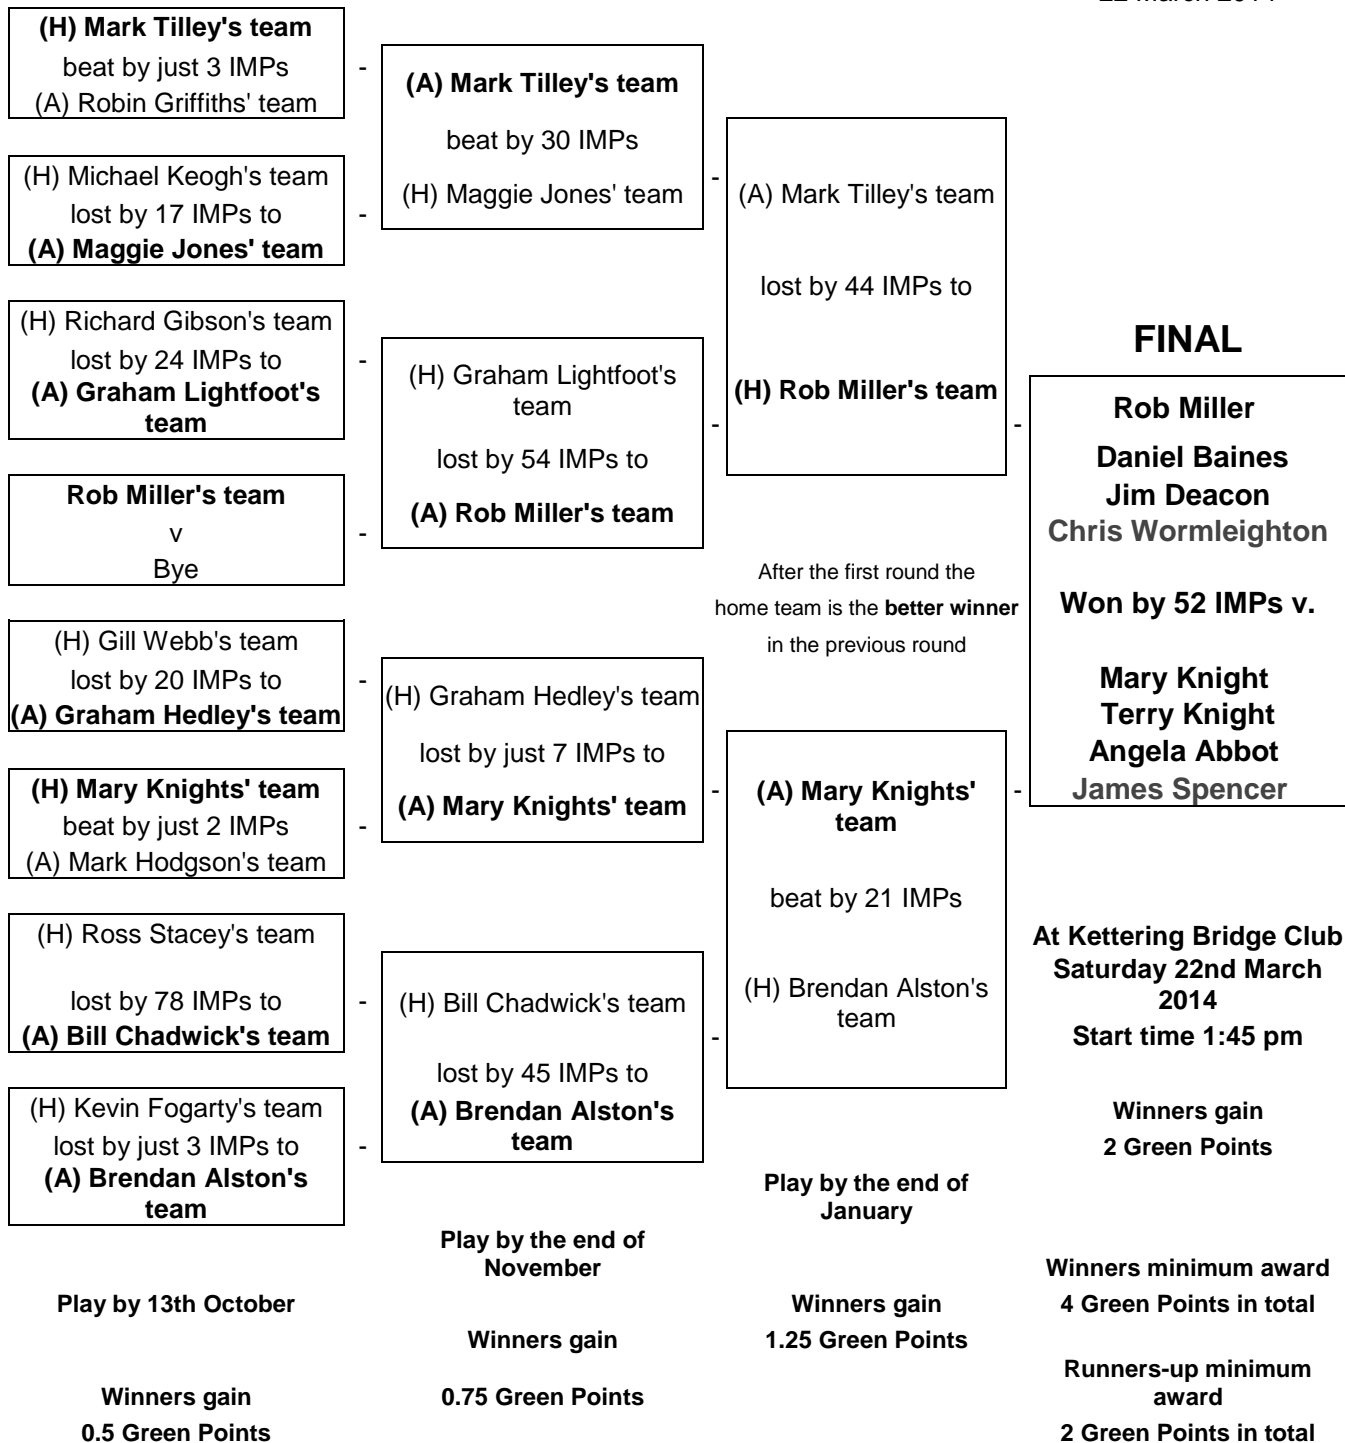 (H) Mark Tilley's team
beat by just 3 IMPs
(A) Robin Griffiths' team
-
(H) Michael Keogh's team
lost by 17 IMPs to
(A) Maggie Jones' team
-
(H) Richard Gibson's team
lost by 24 IMPs to
(A) Graham Lightfoot's
team
-
Rob Miller's team
v
Bye
-
(H) Gill Webb's team
lost by 20 IMPs to
(A) Graham Hedley's team
-
(H) Mary Knights' team
beat by just 2 IMPs
(A) Mark Hodgson's team
-
(H) Ross Stacey's team
lost by 78 IMPs to
(A) Bill Chadwick's team
-
(H) Kevin Fogarty's team
lost by just 3 IMPs to
(A) Brendan Alston's
team
-
Play by 13th October
Winners gain
0.5 Green Points
(A) Mark Tilley's team
beat by 30 IMPs
(H) Maggie Jones' team
-
(H) Graham Lightfoot's
team
lost by 54 IMPs to
(A) Rob Miller's team
-
(H) Graham Hedley's team
lost by just 7 IMPs to
(A) Mary Knights' team
-
(H) Bill Chadwick's team
lost by 45 IMPs to
(A) Brendan Alston's
team
-
Play by the end of
November
Winners gain
0.75 Green Points
(A) Mark Tilley's team
lost by 44 IMPs to
(H) Rob Miller's team
-
After the first round the
home team is the better winner
in the previous round
(A) Mary Knights'
team
beat by 21 IMPs
(H) Brendan Alston's
team
-
Play by the end of
January
Winners gain
1.25 Green Points
FINAL
Rob Miller
Daniel Baines
Jim Deacon
Chris Wormleighton
Won by 52 IMPs v.
Mary Knight
Terry Knight
Angela Abbot
James Spencer
At Kettering Bridge Club
Saturday 22nd March
2014
Start time 1:45 pm
Winners gain
2 Green Points
Winners minimum award
4 Green Points in total
Runners-up minimum
award
2 Green Points in total